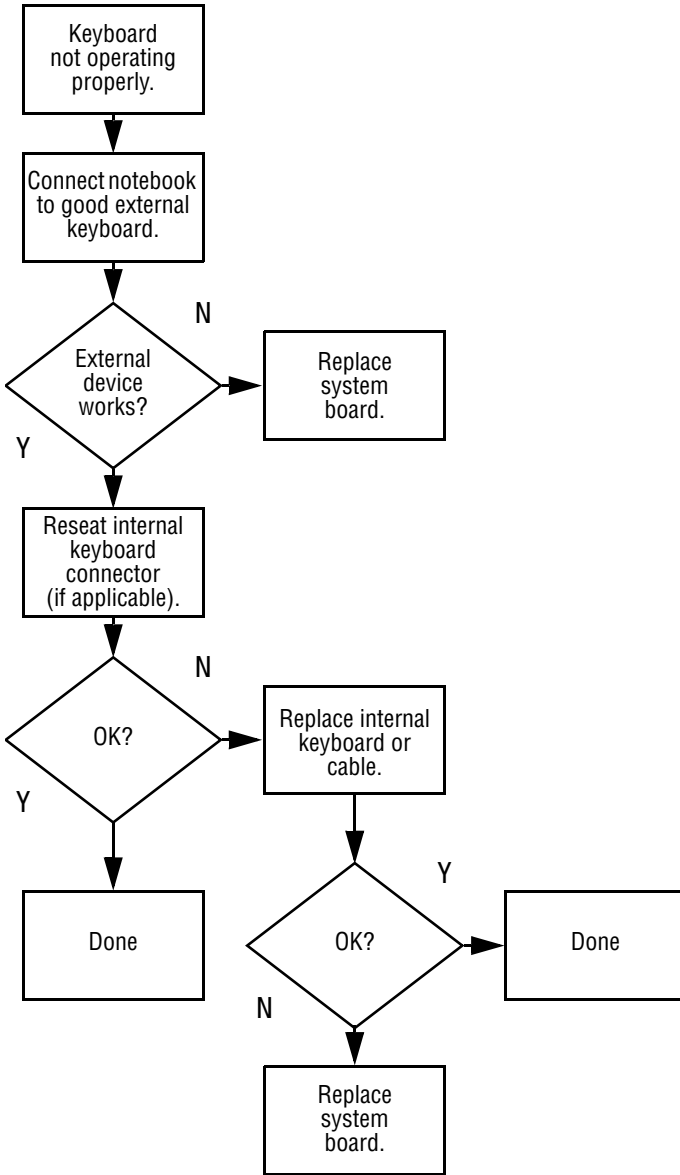 Keyboard
not operating
properly.
Connect notebook
to good external
keyboard.
N
External
device
works?
Replace
system
board.
Y
Reseat internal
keyboard
connector
(if applicable).
N
OK?
Replace internal
keyboard or
cable.
Y
Y
Done
OK?
Done
N
Replace
system
board.